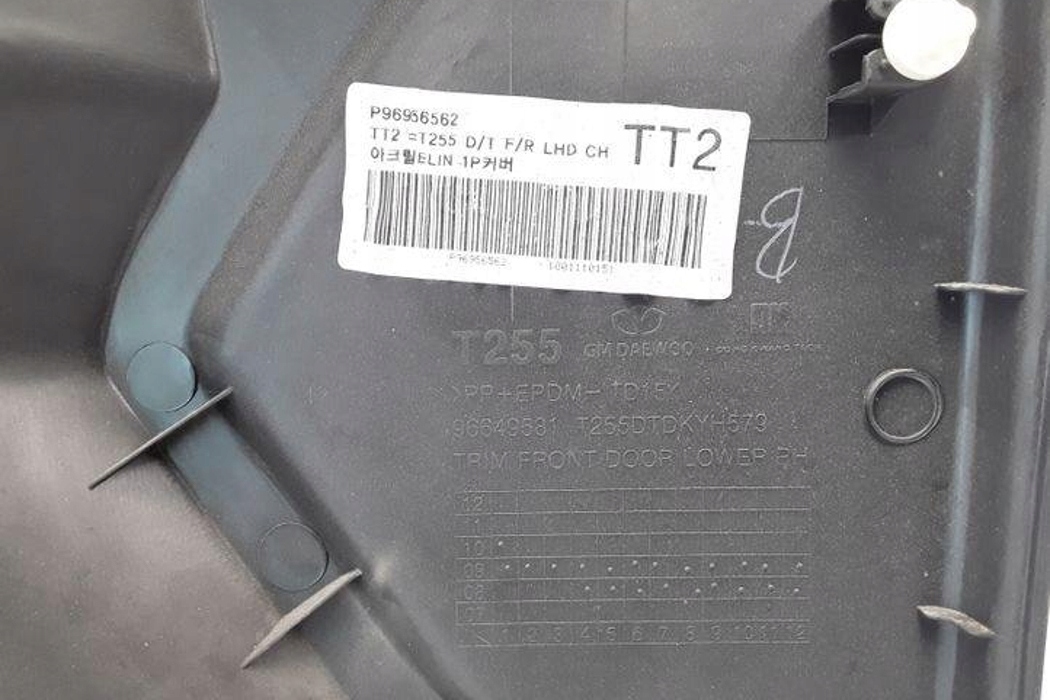 P96956562
TT2 =T255 D/T F/R LHD CH
TT2
아크릴ELIN 1P커버
P96956562 1001110151
B
T255 GM DAEWOO
PP+EPDM-TD15
96649581 T255DTDKYH579
TRIM FRONT DOOR LOWER RH
12
11
10
09
08
07
1 2 3 4 5 6 7 8 9 10 11 12